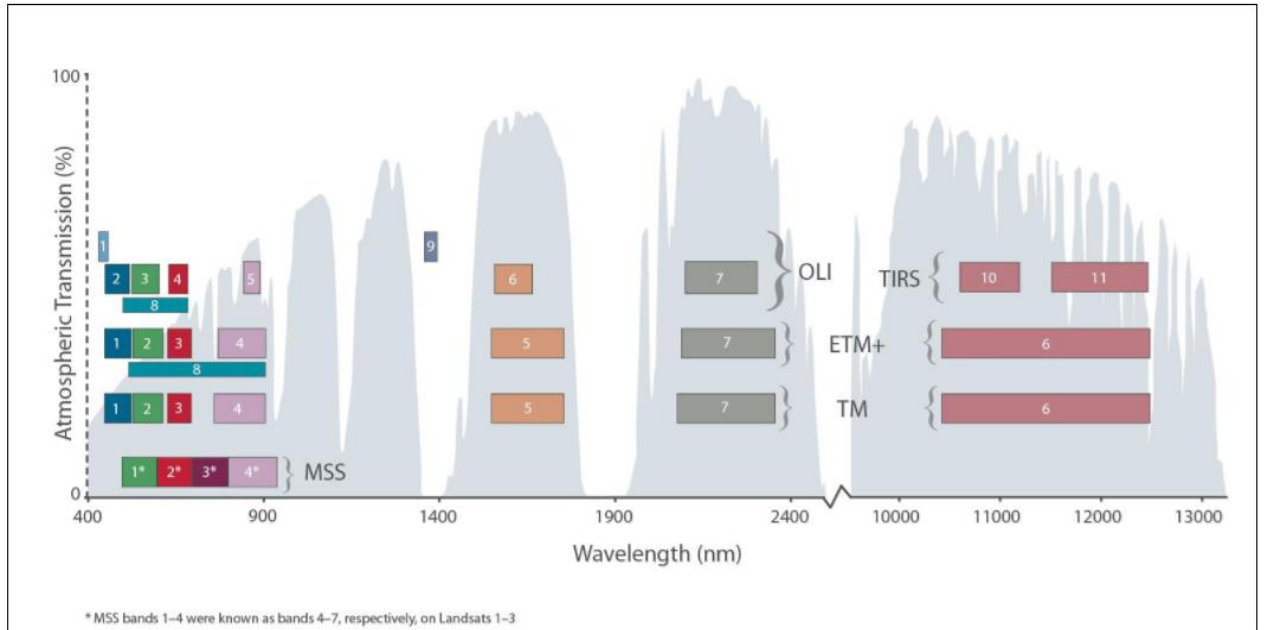 100
Atmospheric Transmission (%)
0
1 9
2 3 4 5 6 7 OLI TIRS 10 11
8
1 2 3 4 5 7 ETM+ 6
8
1 2 3 4 5 7 TM 6
1* 2* 3* 4* MSS
400 900 1400 1900 2400 10000 11000 12000 13000
Wavelength (nm)
* MSS bands 1–4 were known as bands 4–7, respectively, on Landsats 1–3